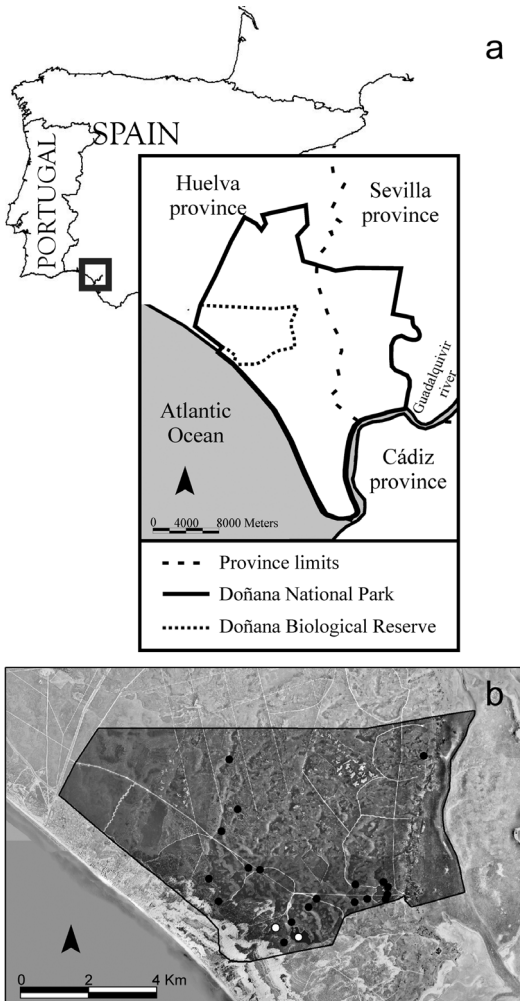 a
SPAIN
PORTUGAL
Huelva
province
Sevilla
province
Guadalquivir
river
Atlantic
Ocean
Cádiz
province
0 4000 8000 Meters
Province limits
Doñana National Park
Doñana Biological Reserve
b
0 2 4 Km